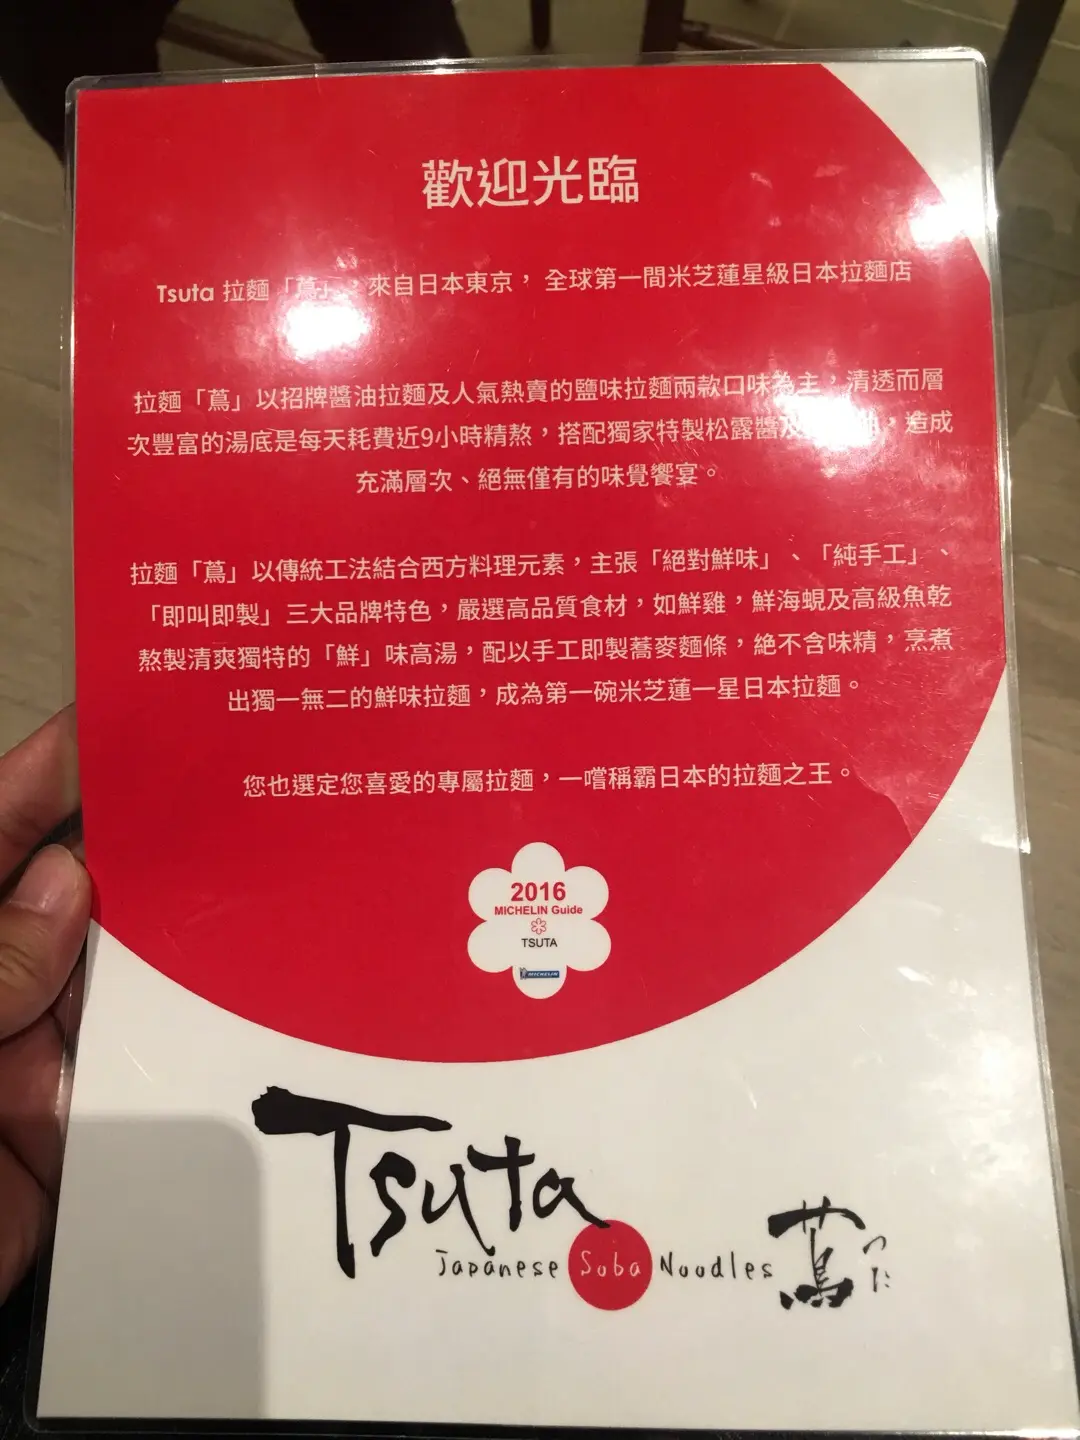 歡迎光臨
Tsuta 拉麵「蔦」，來自日本東京， 全球第一間米芝蓮星級日本拉麵店
拉麵「蔦」以招牌醬油拉麵及人氣熱賣的鹽味拉麵兩款口味為主，清透而層
次豐富的湯底是每天耗費近9小時精熬，搭配獨家特製松露醬及，造成
充滿層次、絕無僅有的味覺饗宴。
拉麵「蔦」以傳統工法結合西方料理元素，主張「絕對鮮味」、「純手工」、
「即叫即製」三大品牌特色，嚴選高品質食材，如鮮雞，鮮海蜆及高級魚乾
熬製清爽獨特的「鮮」味高湯，配以手工即製蕎麥麵條，絕不含味精，烹煮
出獨一無二的鮮味拉麵，成為第一碗米芝蓮一星日本拉麵。
您也選定您喜愛的專屬拉麵，一嚐稱霸日本的拉麵之王。
2016
MICHELIN Guide
TSUTA
MICHELIN
Tsuta
Japanese Soba Noodles
蔦 つた